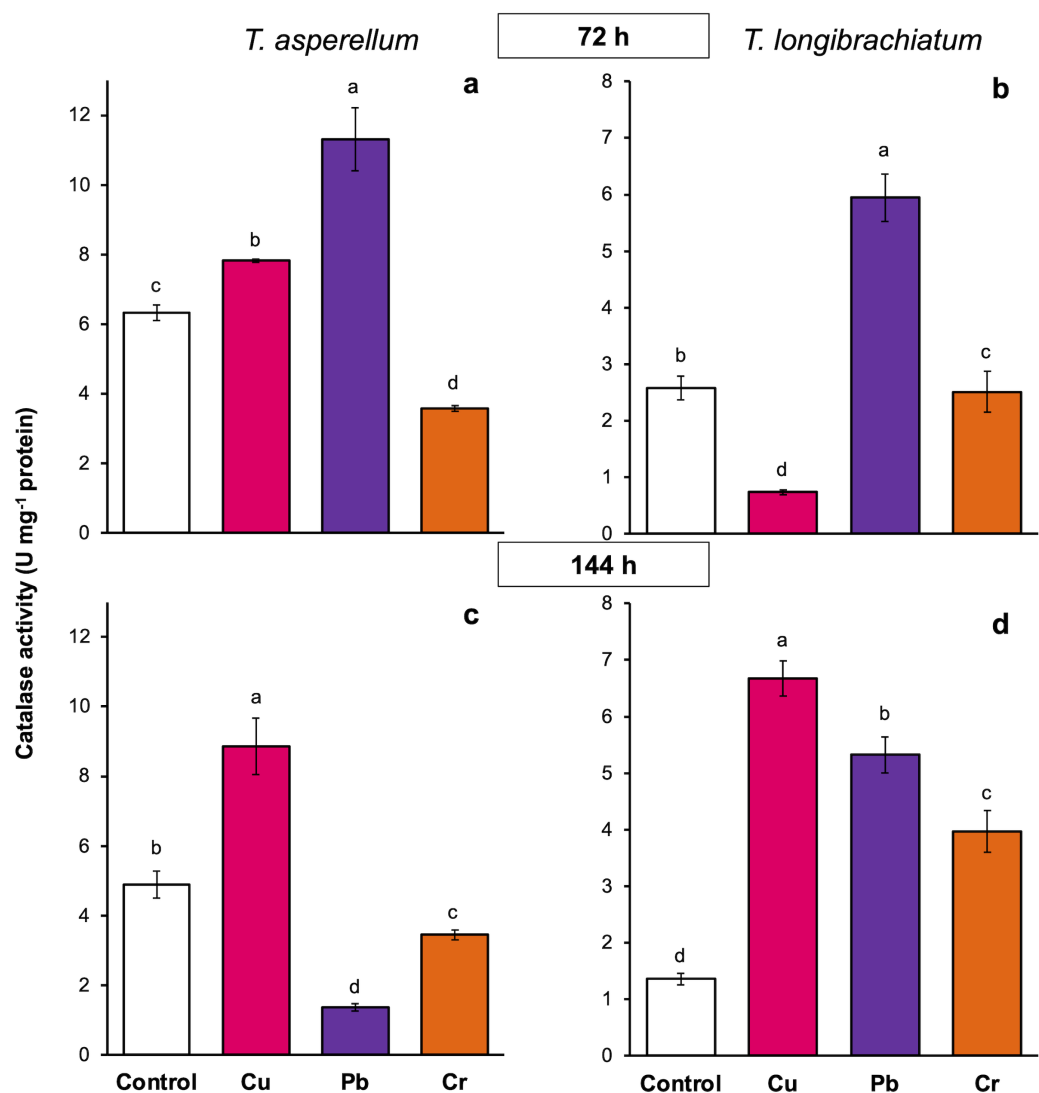 T. asperellum
72 h
T. longibrachiatum
Catalase activity (U mg⁻¹ protein)
a
12
10
8
6
4
2
0
c
b
a
d
b
8
7
6
5
4
3
2
1
0
b
d
a
c
144 h
c
12
10
8
6
4
2
0
b
a
d
c
Control Cu Pb Cr
d
8
7
6
5
4
3
2
1
0
d
a
b
c
Control Cu Pb Cr